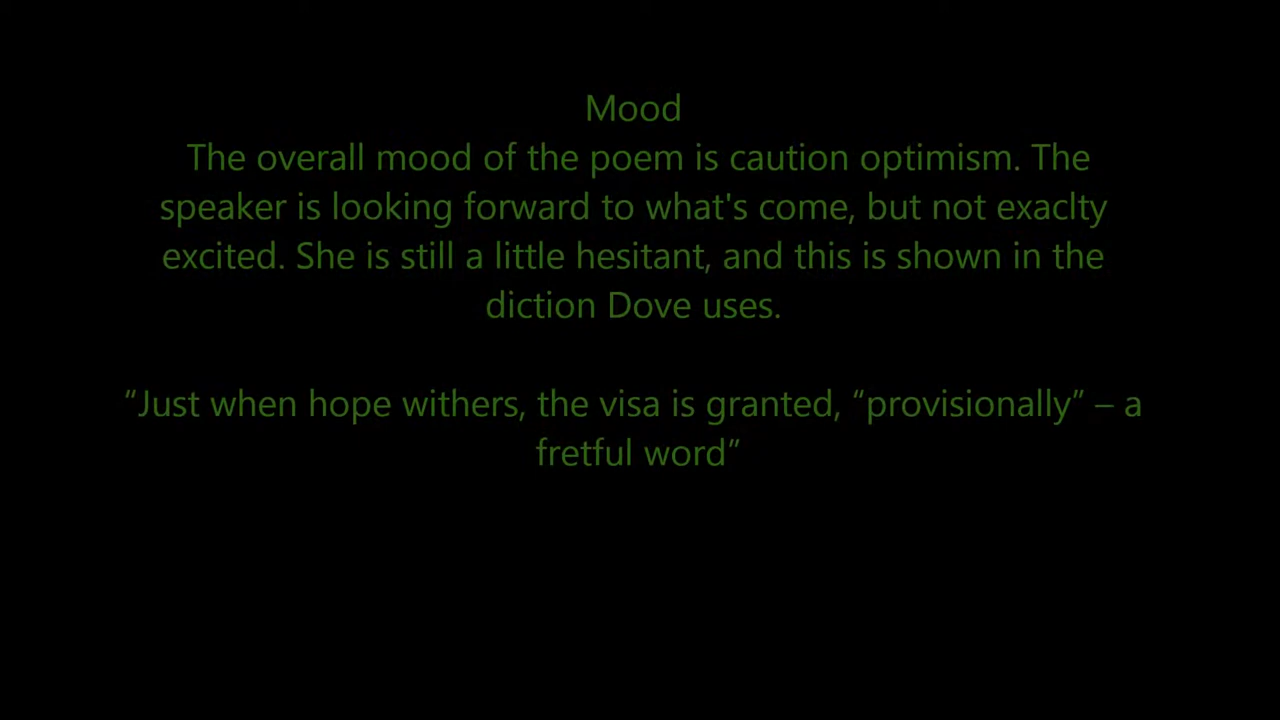 Mood
The overall mood of the poem is caution optimism. The
speaker is looking forward to what's come, but not exaclty
excited. She is still a little hesitant, and this is shown in the
diction Dove uses.
“Just when hope withers, the visa is granted, “provisionally” – a
fretful word”